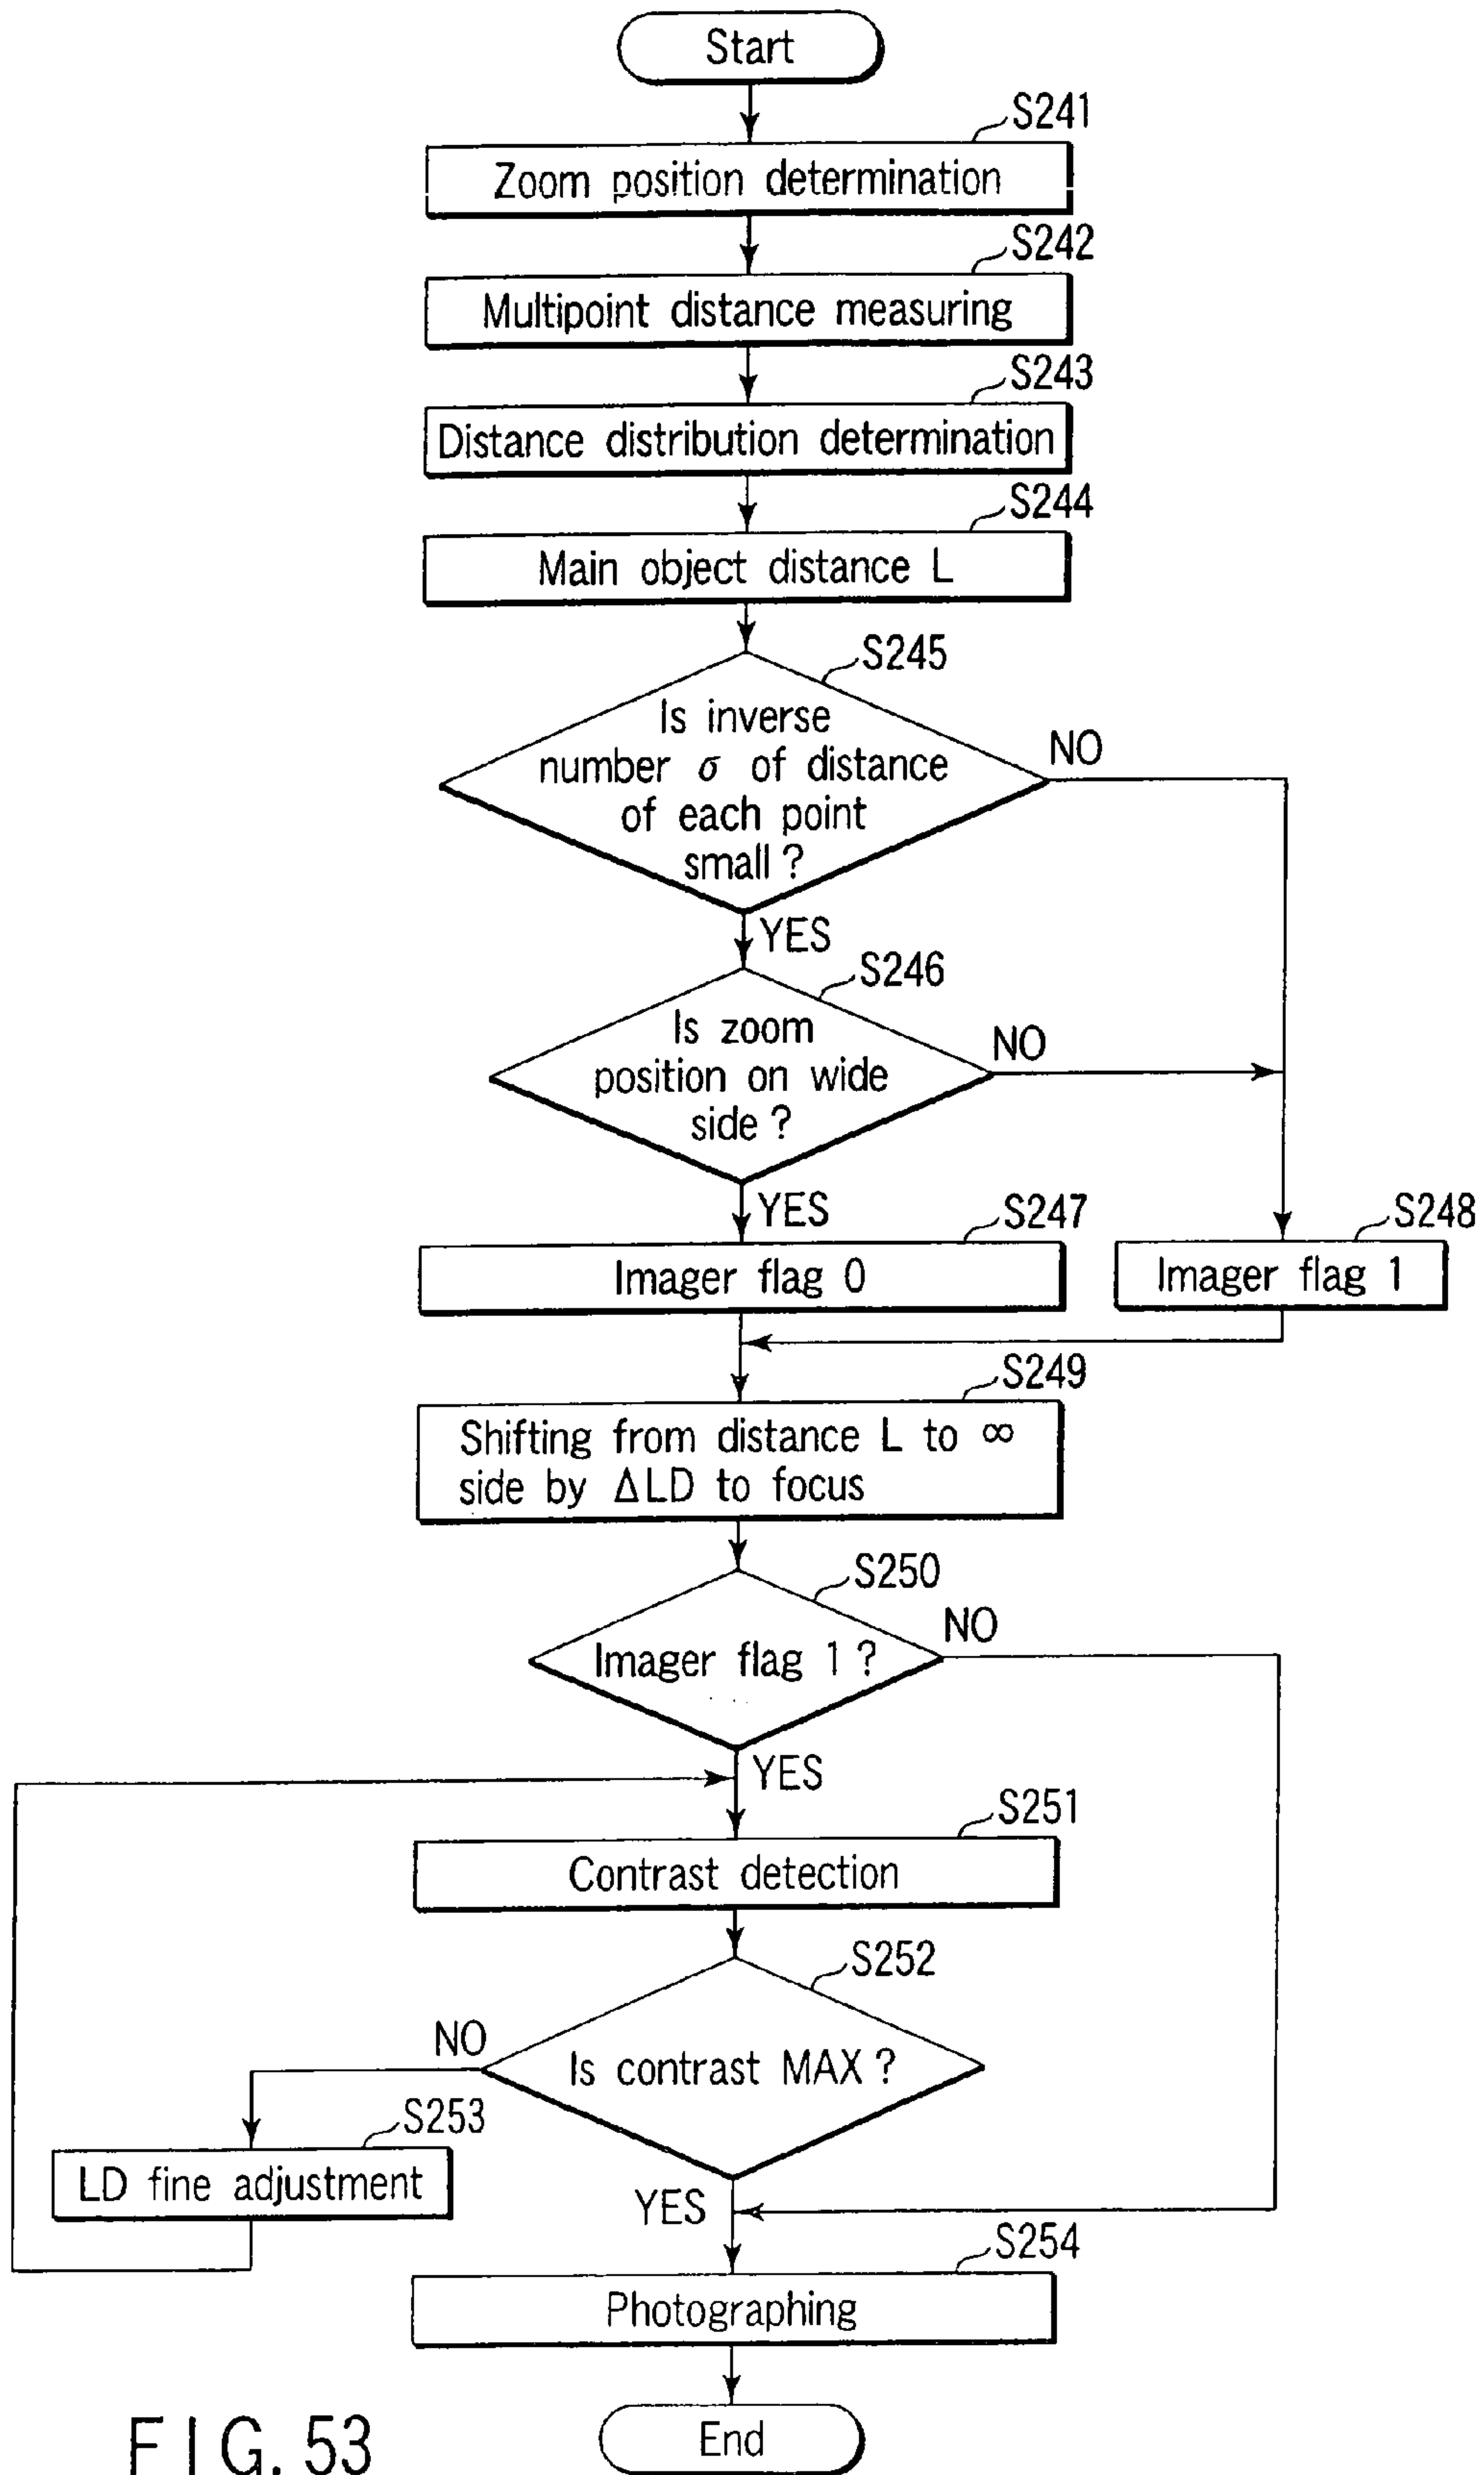 Start
S241
Zoom position determination
S242
Multipoint distance measuring
S243
Distance distribution determination
S244
Main object distance L
S245
Is inverse
number σ of distance
of each point
small ?
NO
YES
S246
Is zoom
position on wide
side ?
NO
YES
S247
Imager flag 0
S248
Imager flag 1
S249
Shifting from distance L to ∞
side by ΔLD to focus
S250
Imager flag 1 ?
NO
YES
S251
Contrast detection
S252
Is contrast MAX ?
NO
S253
LD fine adjustment
YES
S254
Photographing
End
FIG. 53